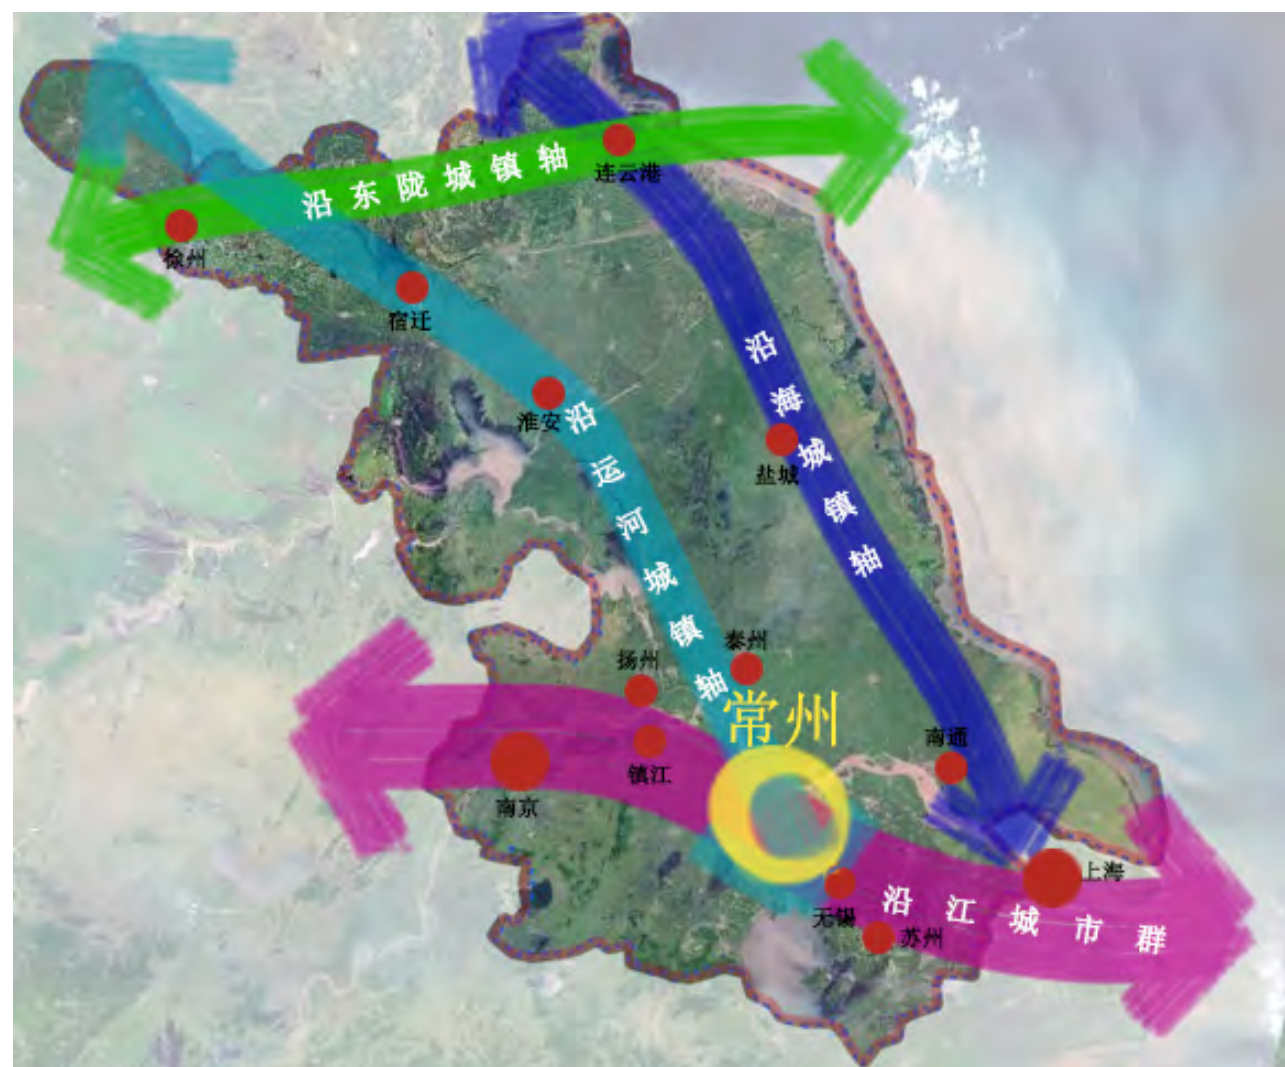 沿东陇城镇轴
连云港
徐州
宿迁
淮安
沿运河城镇轴
沿海城镇轴
盐城
泰州
扬州
常州
南通
镇江
南京
上海
无锡
沿江城市群
苏州